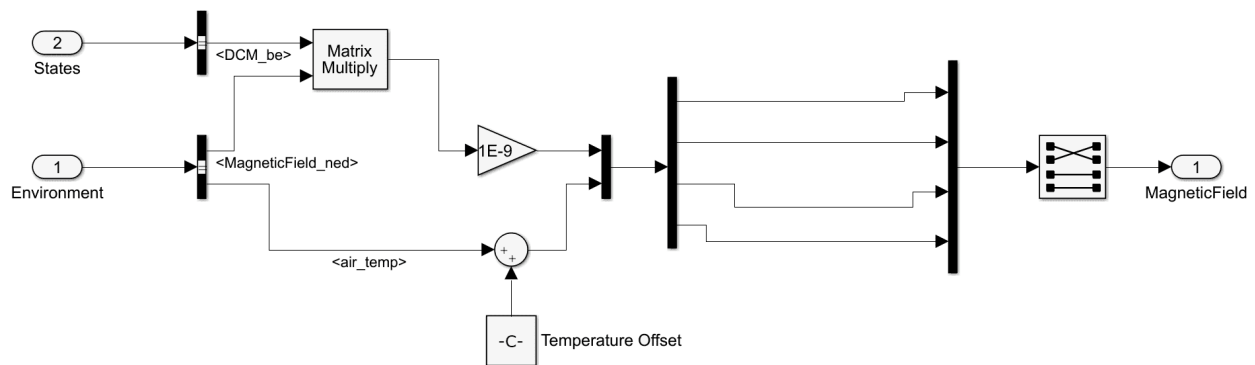 2
States
<DCM_be>
Matrix
Multiply
1
Environment
<MagneticField_ned>
1E-9
<air_temp>
+
+
-C-
Temperature Offset
1
MagneticField